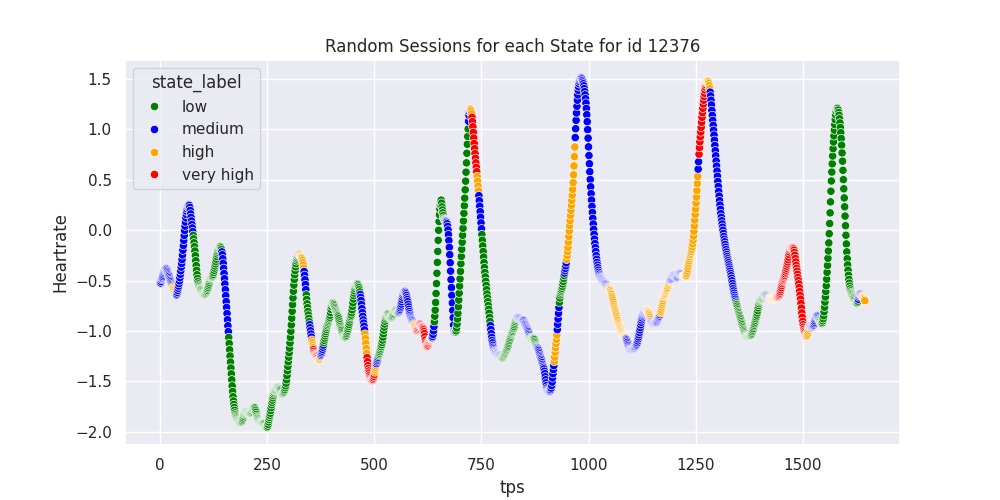 Random Sessions for each State for id 12376
state_label
low
medium
high
very high
Heartrate
1.5
1.0
0.5
0.0
−0.5
−1.0
−1.5
−2.0
0 250 500 750 1000 1250 1500
tps